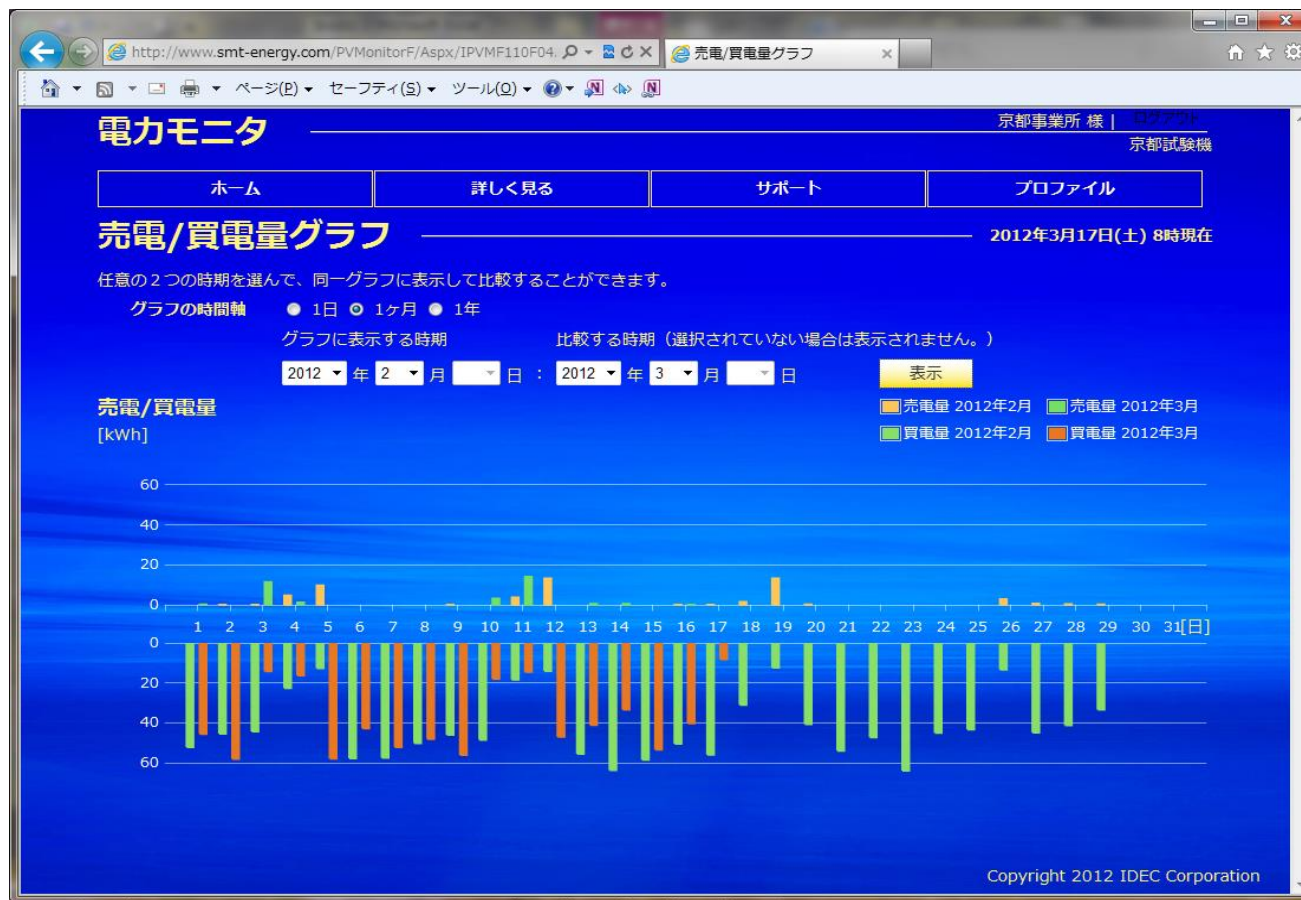 http://www.smt-energy.com/PVMonitorF/Aspx/IPVMF110F04. 売電/買電量グラフ
ページ(P) セーフティ(S) ツール(O)
電力モニタ
京都事業所 様 | ログアウト
京都試験機
ホーム 詳しく見る サポート プロファイル
売電/買電量グラフ
2012年3月17日(土) 8時現在
任意の２つの時期を選んで、同一グラフに表示して比較することができます。
グラフの時間軸 1日 1ヶ月 1年
グラフに表示する時期 比較する時期（選択されていない場合は表示されません。）
2012 年 2 月 日 : 2012 年 3 月 日 表示
売電/買電量
[kWh]
売電量 2012年2月 売電量 2012年3月
買電量 2012年2月 買電量 2012年3月
60
40
20
0
1 2 3 4 5 6 7 8 9 10 11 12 13 14 15 16 17 18 19 20 21 22 23 24 25 26 27 28 29 30 31[日]
0
20
40
60
Copyright 2012 IDEC Corporation